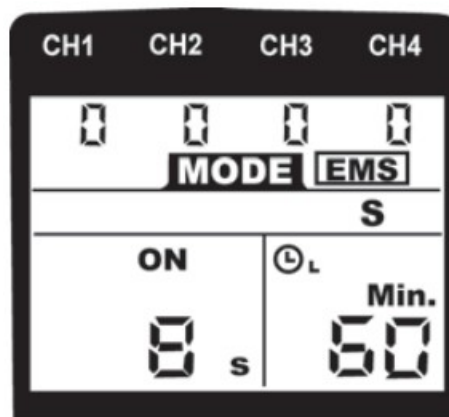 CH1 CH2 CH3 CH4
0 0 0 0
MODE EMS
S
ON L
Min.
8 s 60